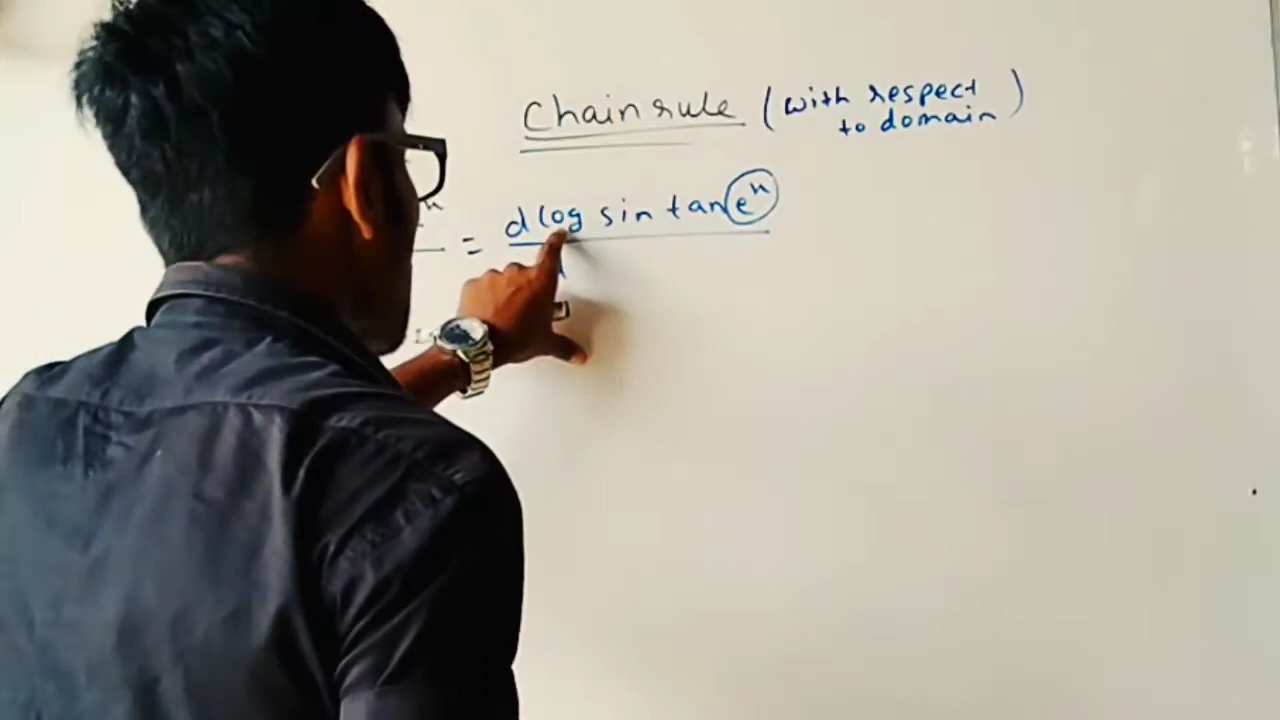 Chain rule (with respect
to domain)
= d log sin tan e^x
d